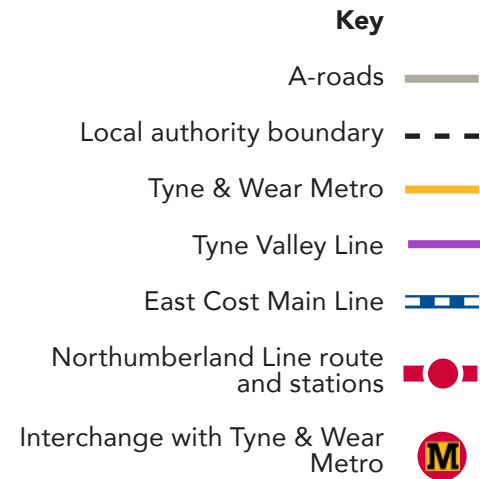 Key
A-roads
Local authority boundary
Tyne & Wear Metro
Tyne Valley Line
East Cost Main Line
Northumberland Line route
and stations
Interchange with Tyne & Wear
Metro
M